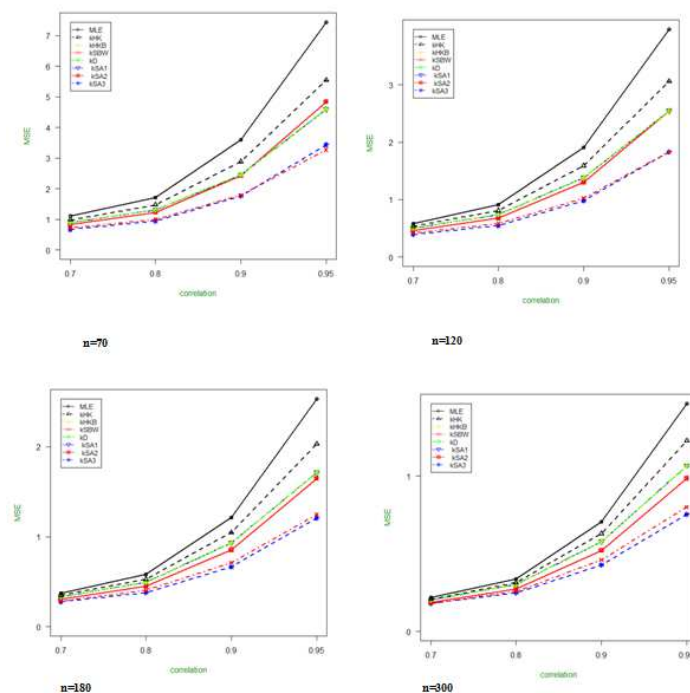 MLE
kHK
kHKB
kSBW
kD
kSA1
kSA2
kSA3
MSE
7
6
5
4
3
2
1
0
0.7
0.8
0.9
0.95
correlation
n=70
MLE
kHK
kHKB
kSBW
kD
kSA1
kSA2
kSA3
MSE
3
2
1
0
0.7
0.8
0.9
0.95
correlation
n=120
MLE
kHK
kHKB
kSBW
kD
kSA1
kSA2
kSA3
MSE
2
1
0
0.7
0.8
0.9
0.95
correlation
n=180
MLE
kHK
kHKB
kSBW
kD
kSA1
kSA2
kSA3
MSE
1
0
0.7
0.8
0.9
correlation
n=300